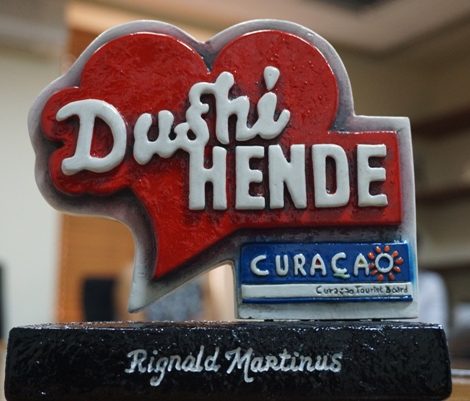 Dushi
HENDE
CURAÇAO
Curaçao Tourist Board
Rignald Martinus